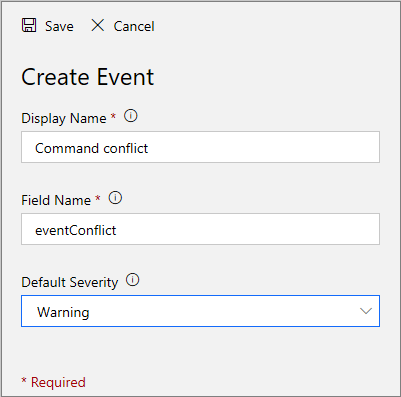 Save Cancel
Create Event
Display Name *
Command conflict
Field Name *
eventConflict
Default Severity
Warning
* Required